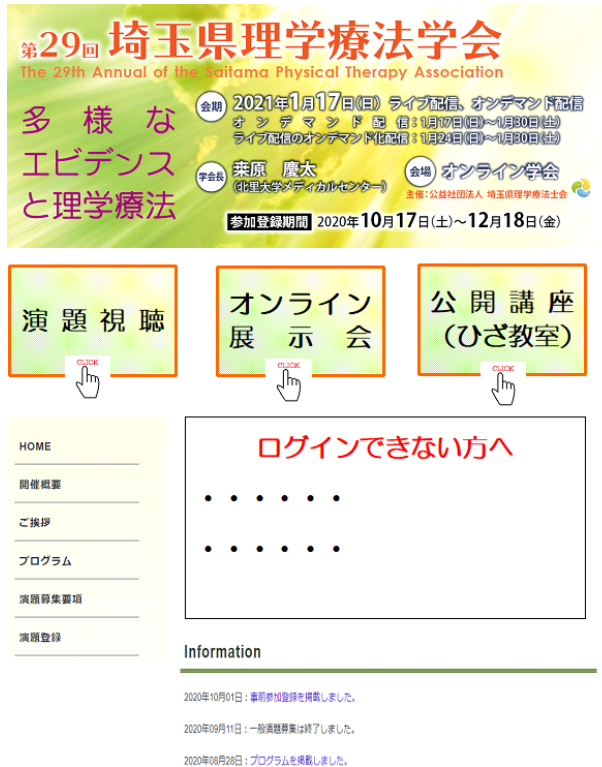 第29回 埼玉県理学療法学会
The 29th Annual of the Saitama Physical Therapy Association
多様な
エビデンス
と理学療法
会期 2021年1月17日(日) ライブ配信、オンデマンド配信
オンデマンド配信:1月17日(日)~1月30日(土)
ライブ配信のオンデマンド化配信:1月24日(日)~1月30日(土)
学会長 桒原 慶太
(北里大学メディカルセンター)
会場 オンライン学会
主催:公益社団法人 埼玉県理学療法士会
参加登録期間 2020年10月17日(土)~12月18日(金)
演題視聴
CLICK
オンライン
展示会
CLICK
公開講座
(ひざ教室)
CLICK
HOME
開催概要
ご挨拶
プログラム
演題募集要項
演題登録
ログインできない方へ
・・・・・・
・・・・・・
Information
2020年10月01日:事前参加登録を掲載しました。
2020年09月11日:一般演題募集は終了しました。
2020年08月28日:プログラムを掲載しました。